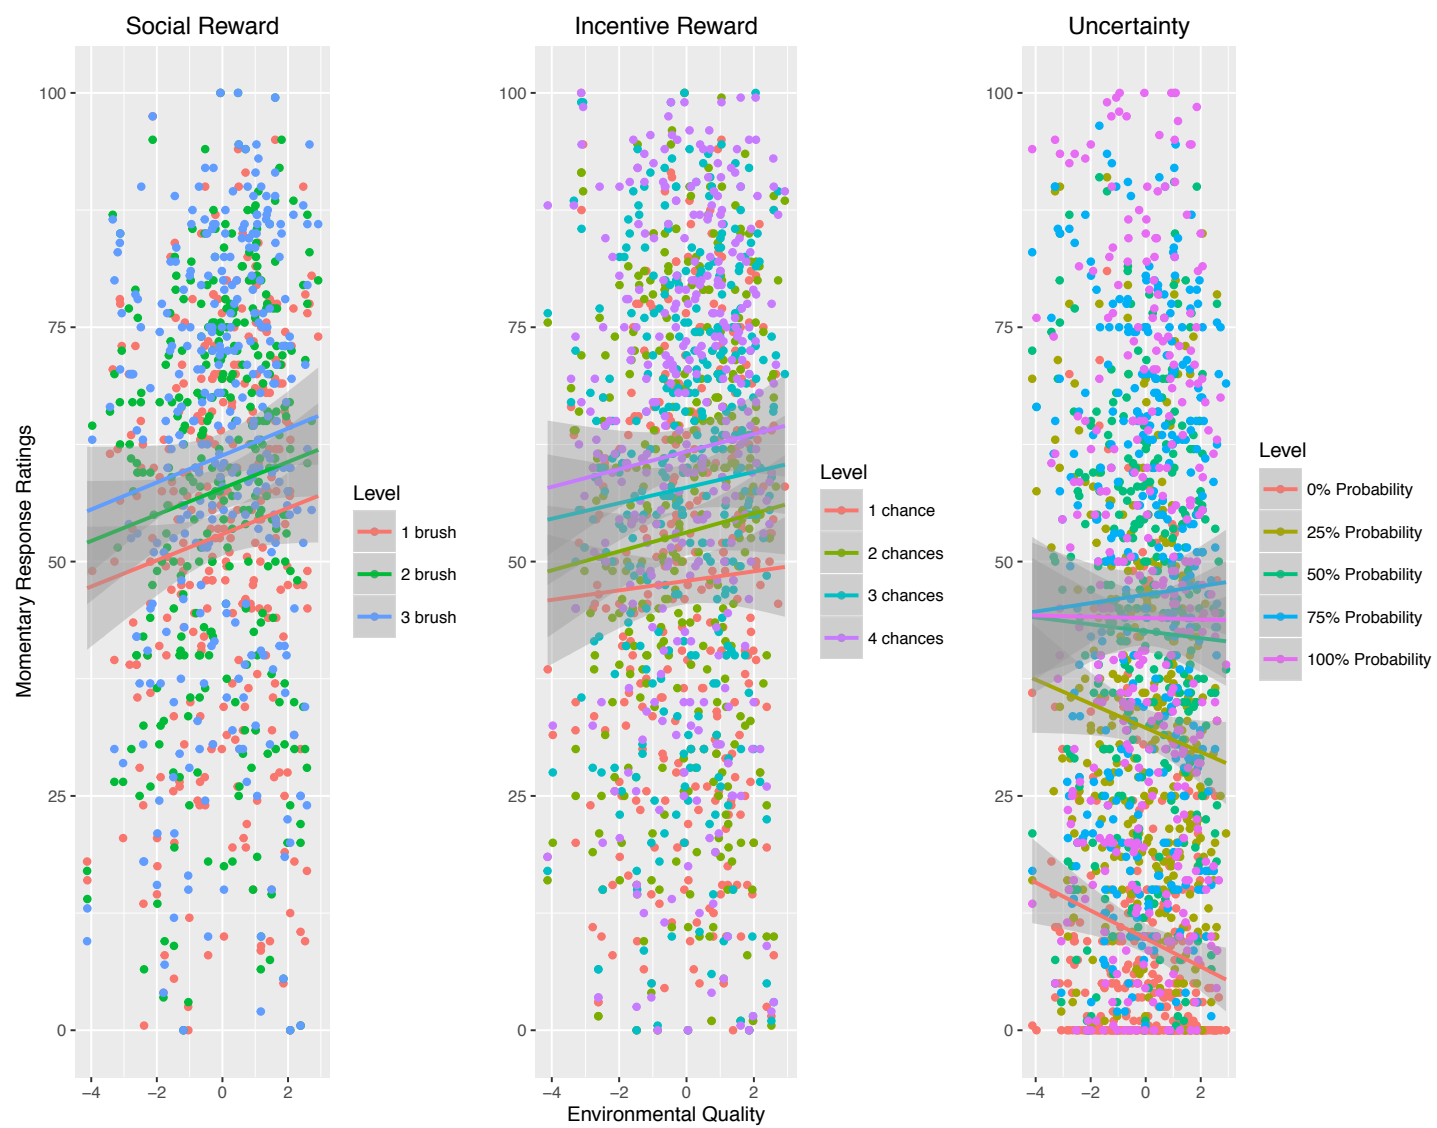 Social Reward
Incentive Reward
Uncertainty
Momentary Response Ratings
100
75
50
25
0
−4
−2
0
2
Level
1 brush
2 brush
3 brush
100
75
50
25
0
−4
−2
0
2
Environmental Quality
Level
1 chance
2 chances
3 chances
4 chances
100
75
50
25
0
−4
−2
0
2
Level
0% Probability
25% Probability
50% Probability
75% Probability
100% Probability